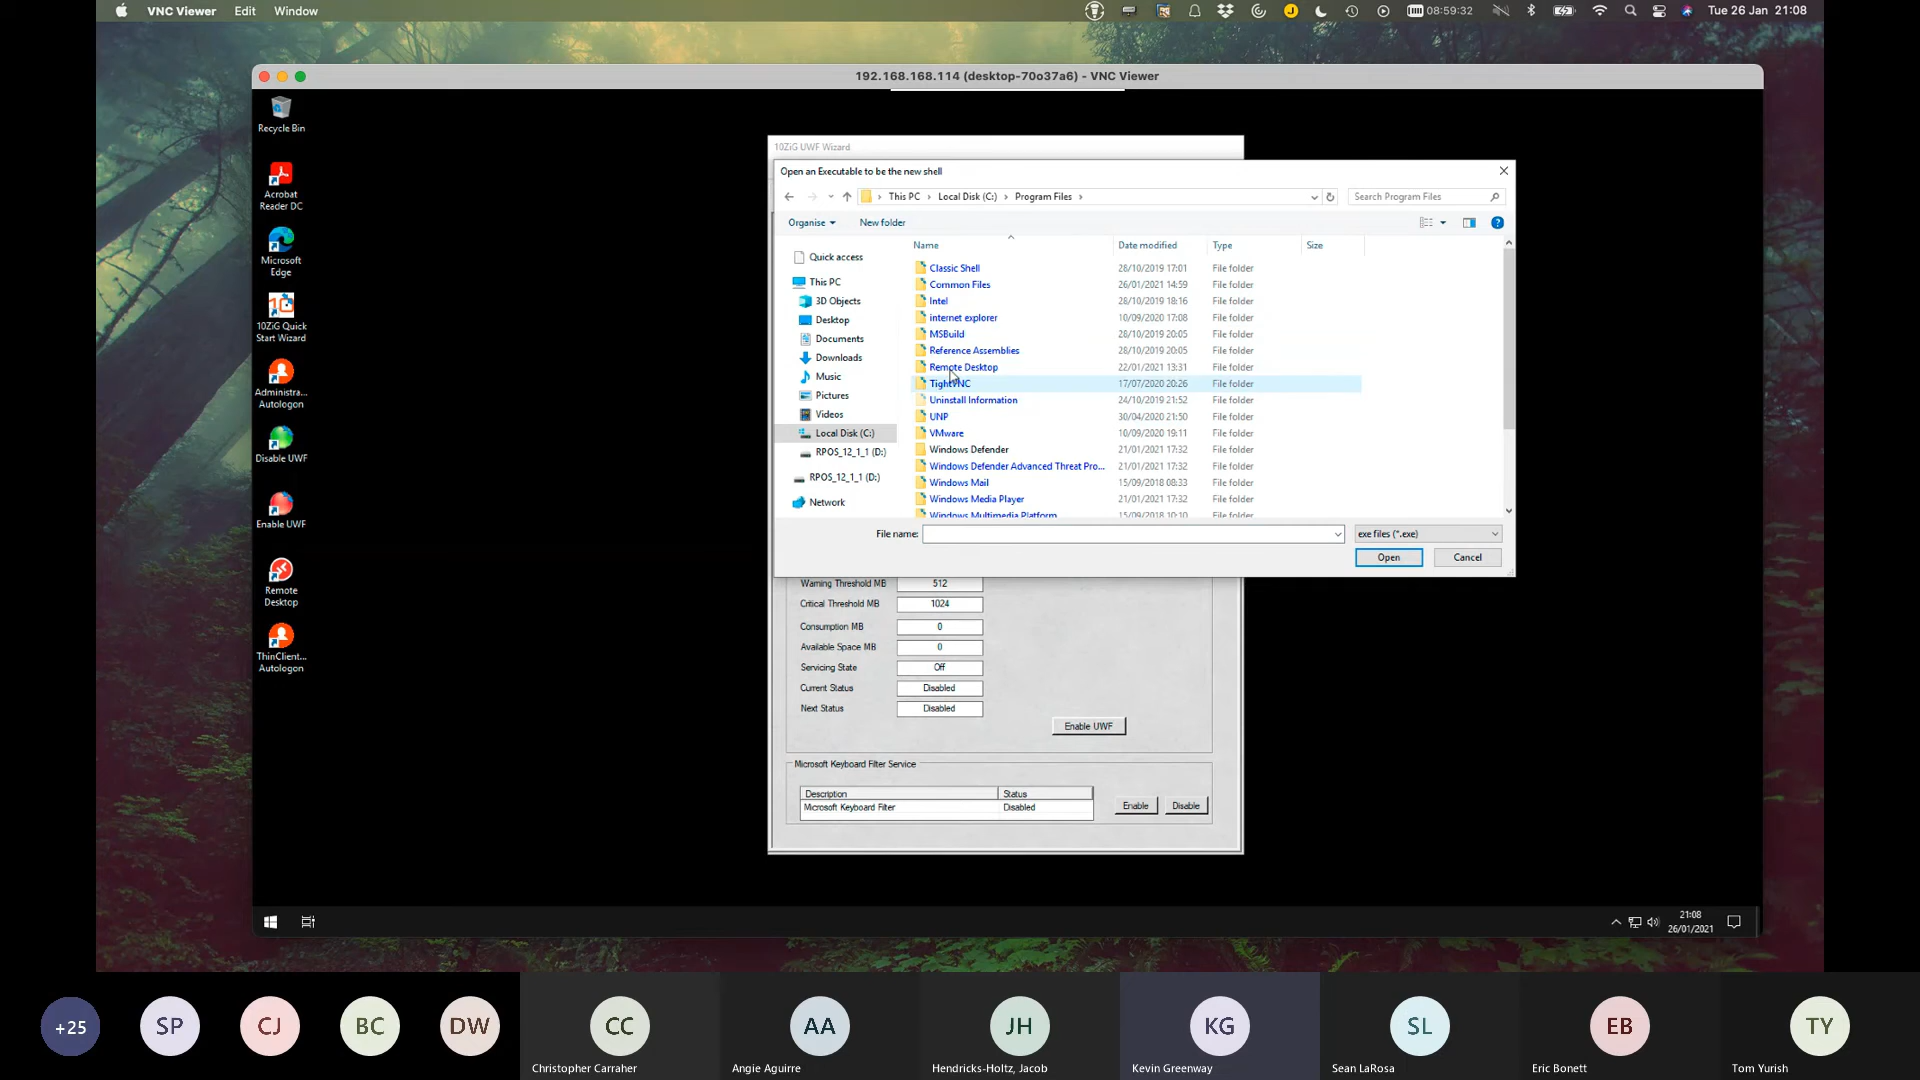 VNC Viewer Edit Window
08:59:32
Tue 26 Jan 21:08
192.168.168.114 (desktop-70o37a6) - VNC Viewer
Recycle Bin
Acrobat
Reader DC
Microsoft
Edge
10ZiG Quick
Start Wizard
Administra...
Autologon
Disable UWF
Enable UWF
Remote
Desktop
ThinClient...
Autologon
10ZiG UWF Wizard
Open an Executable to be the new shell
This PC > Local Disk (C:) > Program Files >
Search Program Files
Organise
New folder
Quick access
This PC
3D Objects
Desktop
Documents
Downloads
Music
Pictures
Videos
Local Disk (C:)
RPOS_12_1_1 (D:)
RPOS_12_1_1 (D:)
Network
Name Date modified Type Size
Classic Shell 28/10/2019 17:01 File folder
Common Files 26/01/2021 14:59 File folder
Intel 28/10/2019 18:16 File folder
internet explorer 10/09/2020 17:08 File folder
MSBuild 28/10/2019 20:05 File folder
Reference Assemblies 28/10/2019 20:05 File folder
Remote Desktop 22/01/2021 13:31 File folder
TightVNC 17/07/2020 20:26 File folder
Uninstall Information 24/10/2019 21:52 File folder
UNP 30/04/2020 21:50 File folder
VMware 10/09/2020 19:11 File folder
Windows Defender 21/01/2021 17:32 File folder
Windows Defender Advanced Threat Pro... 21/01/2021 17:32 File folder
Windows Mail 15/09/2018 08:33 File folder
Windows Media Player 21/01/2021 17:32 File folder
Windows Multimedia Platform 15/09/2018 10:10 File folder
File name:
exe files (*.exe)
Open
Cancel
Warning Threshold MB 512
Critical Threshold MB 1024
Consumption MB 0
Available Space MB 0
Servicing State Off
Current Status Disabled
Next Status Disabled
Enable UWF
Microsoft Keyboard Filter Service
Description Status
Microsoft Keyboard Filter Disabled
Enable
Disable
21:08
26/01/2021
+25
SP
CJ
BC
DW
CC
Christopher Carraher
AA
Angie Aguirre
JH
Hendricks-Holtz, Jacob
KG
Kevin Greenway
SL
Sean LaRosa
EB
Eric Bonett
TY
Tom Yurish